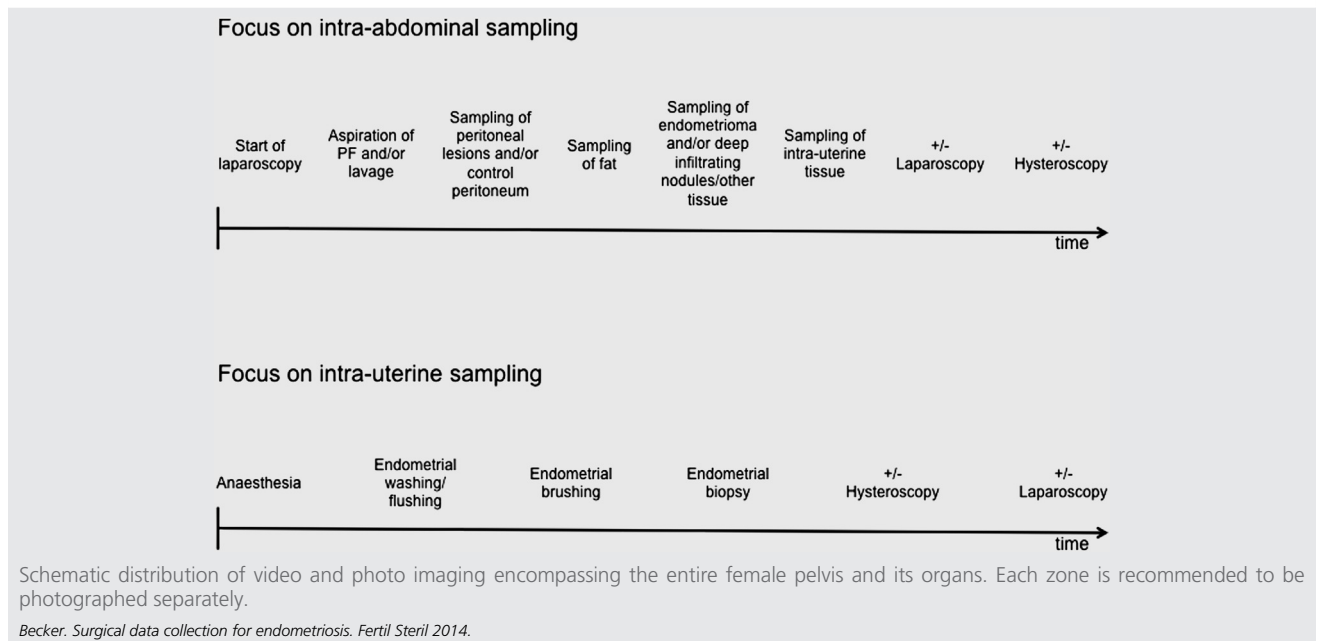 Focus on intra-abdominal sampling
Start of
laparoscopy
Aspiration of
PF and/or
lavage
Sampling of
peritoneal
lesions and/or
control
peritoneum
Sampling
of fat
Sampling of
endometrioma
and/or deep
infiltrating
nodules/other
tissue
Sampling of
intra-uterine
tissue
+/-
Laparoscopy
+/-
Hysteroscopy
time
Focus on intra-uterine sampling
Anaesthesia
Endometrial
washing/
flushing
Endometrial
brushing
Endometrial
biopsy
+/-
Hysteroscopy
+/-
Laparoscopy
time
Schematic distribution of video and photo imaging encompassing the entire female pelvis and its organs. Each zone is recommended to be
photographed separately.
Becker. Surgical data collection for endometriosis. Fertil Steril 2014.